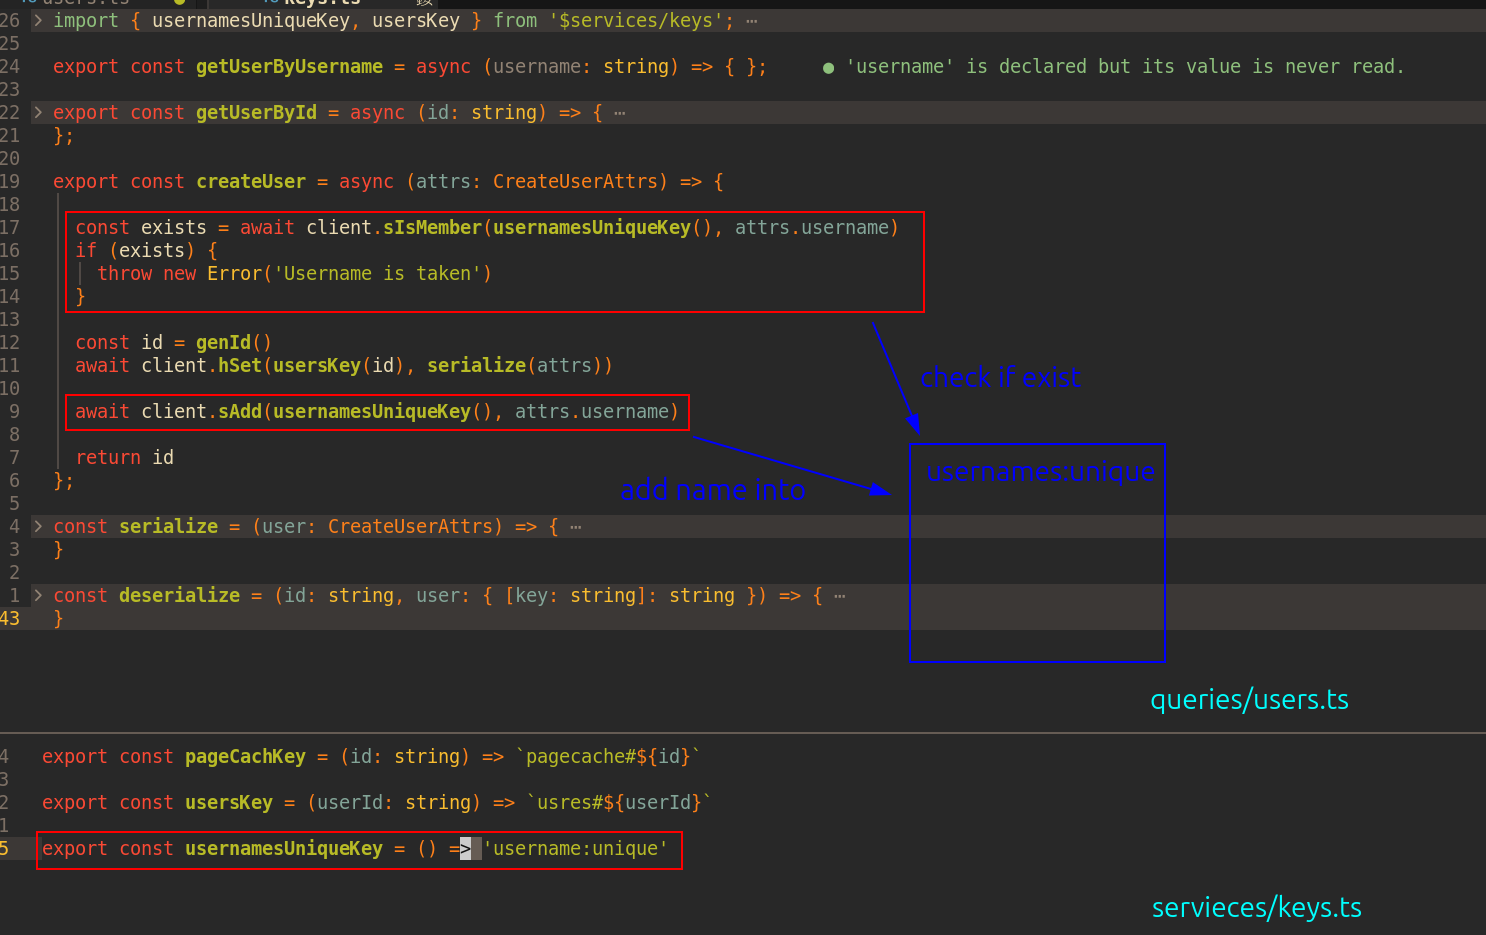 users.ts keys.ts
26 > import { usernamesUniqueKey, usersKey } from '$services/keys'; ⋯
25
24 export const getUserByUsername = async (username: string) => { }; ● 'username' is declared but its value is never read.
23
22 > export const getUserById = async (id: string) => { ⋯
21 };
20
19 export const createUser = async (attrs: CreateUserAttrs) => {
18
17 const exists = await client.sIsMember(usernamesUniqueKey(), attrs.username)
16 if (exists) {
15 throw new Error('Username is taken')
14 }
13
12 const id = genId()
11 await client.hSet(usersKey(id), serialize(attrs))
check if exist
10
9 await client.sAdd(usernamesUniqueKey(), attrs.username)
8
7 return id
usernames:unique
6 };
add name into
5
4 > const serialize = (user: CreateUserAttrs) => { ⋯
3 }
2
1 > const deserialize = (id: string, user: { [key: string]: string }) => { ⋯
43 }
queries/users.ts
4 export const pageCachKey = (id: string) => `pagecache#${id}`
3
2 export const usersKey = (userId: string) => `usres#${userId}`
1
5 export const usernamesUniqueKey = () => 'username:unique'
servieces/keys.ts